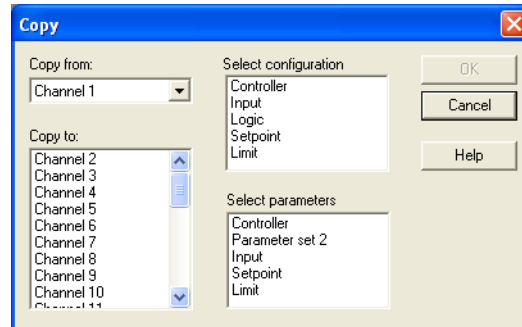 Copy
Copy from:
Channel 1
Copy to:
Channel 2
Channel 3
Channel 4
Channel 5
Channel 6
Channel 7
Channel 8
Channel 9
Channel 10
Channel 11
Select configuration
Controller
Input
Logic
Setpoint
Limit
Select parameters
Controller
Parameter set 2
Input
Setpoint
Limit
OK
Cancel
Help